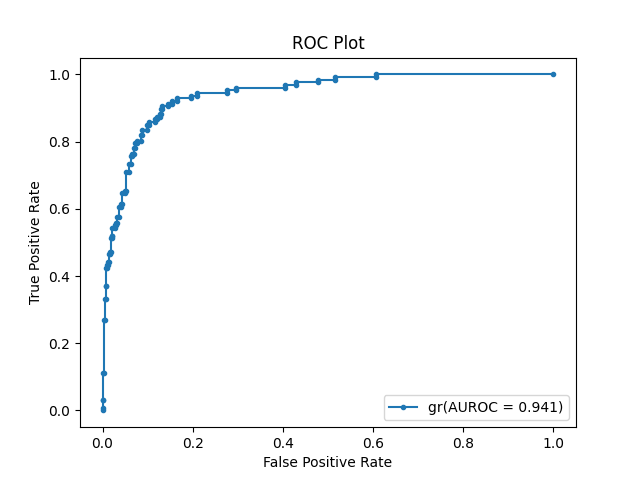 ROC Plot
True Positive Rate
1.0
0.8
0.6
0.4
0.2
0.0
gr(AUROC = 0.941)
0.0 0.2 0.4 0.6 0.8 1.0
False Positive Rate